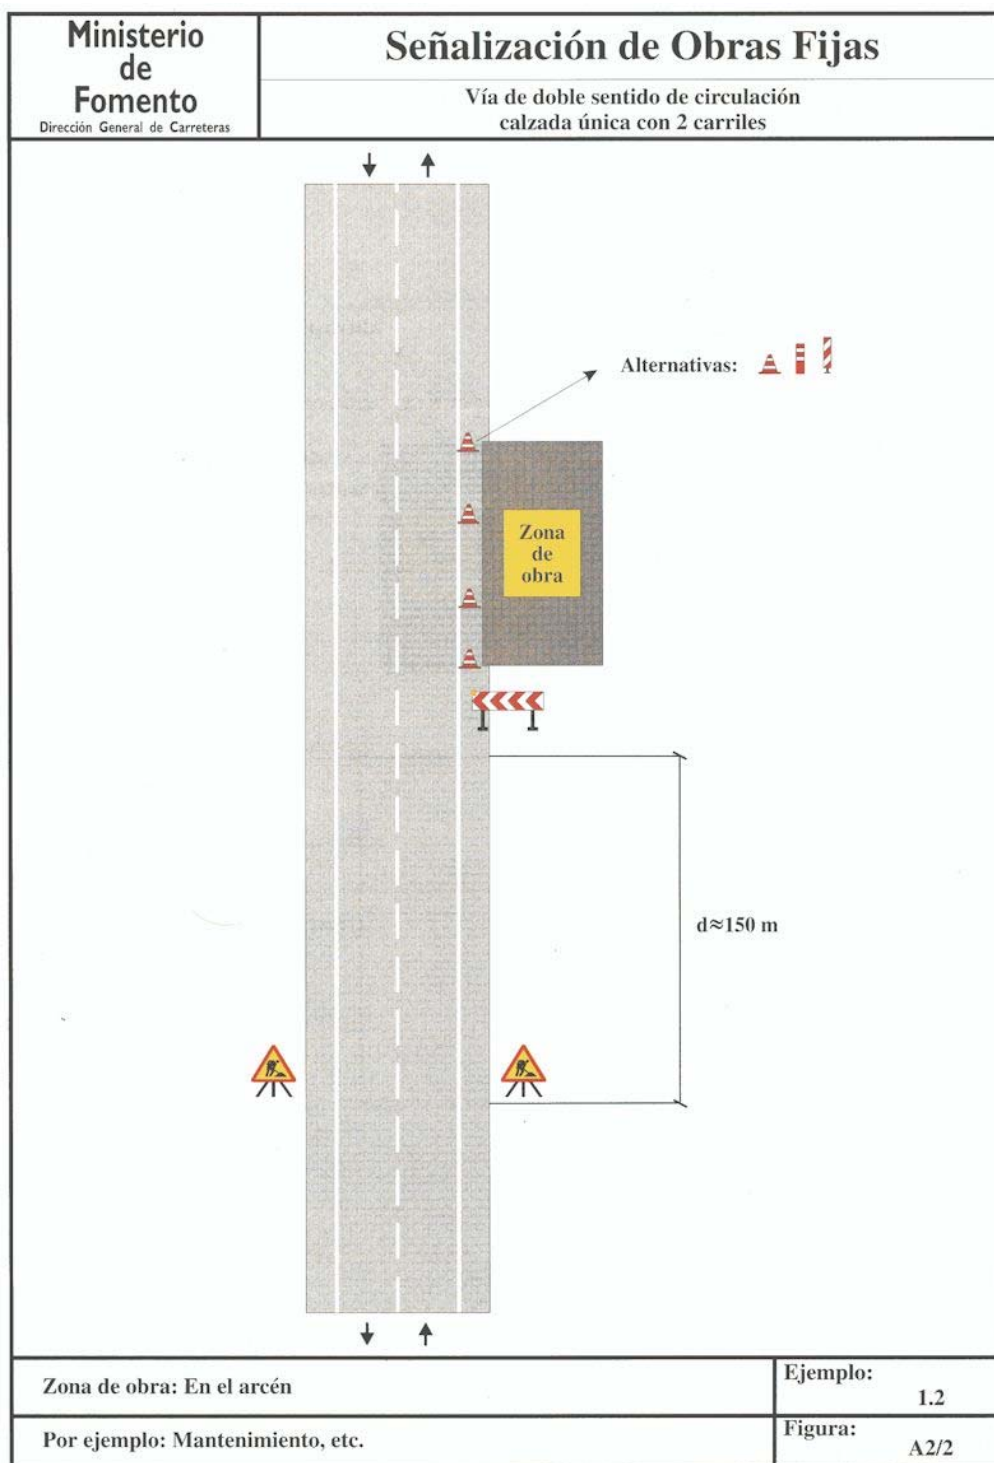 Ministerio
de
Fomento
Dirección General de Carreteras
Señalización de Obras Fijas
Vía de doble sentido de circulación
calzada única con 2 carriles
Alternativas:
Zona
de
obra
d≈150 m
Zona de obra: En el arcén
Ejemplo:
1.2
Por ejemplo: Mantenimiento, etc.
Figura:
A2/2